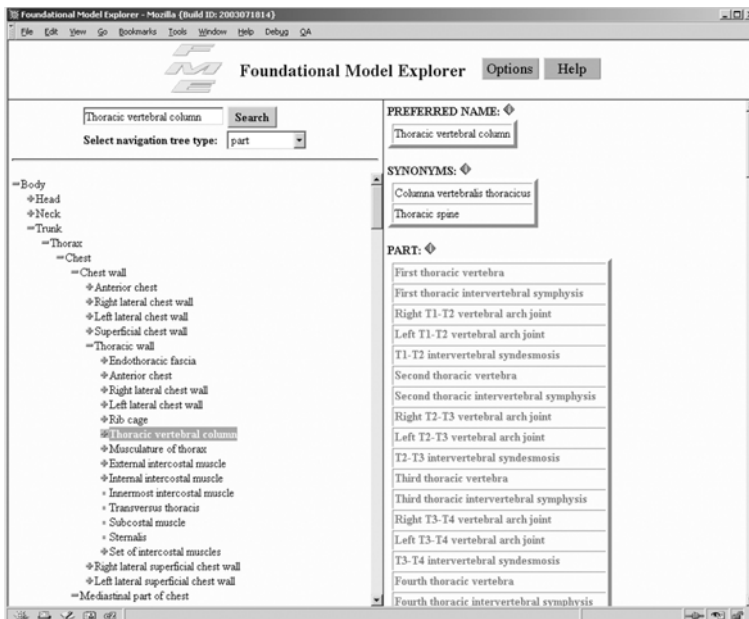 Foundational Model Explorer - Mozilla {Build ID: 2003071814}
File Edit View Go Bookmarks Tools Window Help Debug QA
FME
Foundational Model Explorer
Options
Help
Thoracic vertebral column
Search
Select navigation tree type:
part
Body
Head
Neck
Trunk
Thorax
Chest
Chest wall
Anterior chest
Right lateral chest wall
Left lateral chest wall
Superficial chest wall
Thoracic wall
Endothoracic fascia
Anterior chest
Right lateral chest wall
Left lateral chest wall
Rib cage
Thoracic vertebral column
Musculature of thorax
External intercostal muscle
Internal intercostal muscle
Innermost intercostal muscle
Transversus thoracis
Subcostal muscle
Sternalis
Set of intercostal muscles
Right lateral superficial chest wall
Left lateral superficial chest wall
Mediastinal part of chest
PREFERRED NAME:
Thoracic vertebral column
SYNONYMS:
Columna vertebralis thoracicus
Thoracic spine
PART:
First thoracic vertebra
First thoracic intervertebral symphysis
Right T1-T2 vertebral arch joint
Left T1-T2 vertebral arch joint
T1-T2 intervertebral syndesmosis
Second thoracic vertebra
Second thoracic intervertebral symphysis
Right T2-T3 vertebral arch joint
Left T2-T3 vertebral arch joint
T2-T3 intervertebral syndesmosis
Third thoracic vertebra
Third thoracic intervertebral symphysis
Right T3-T4 vertebral arch joint
Left T3-T4 vertebral arch joint
T3-T4 intervertebral syndesmosis
Fourth thoracic vertebra
Fourth thoracic intervertebral symphysis